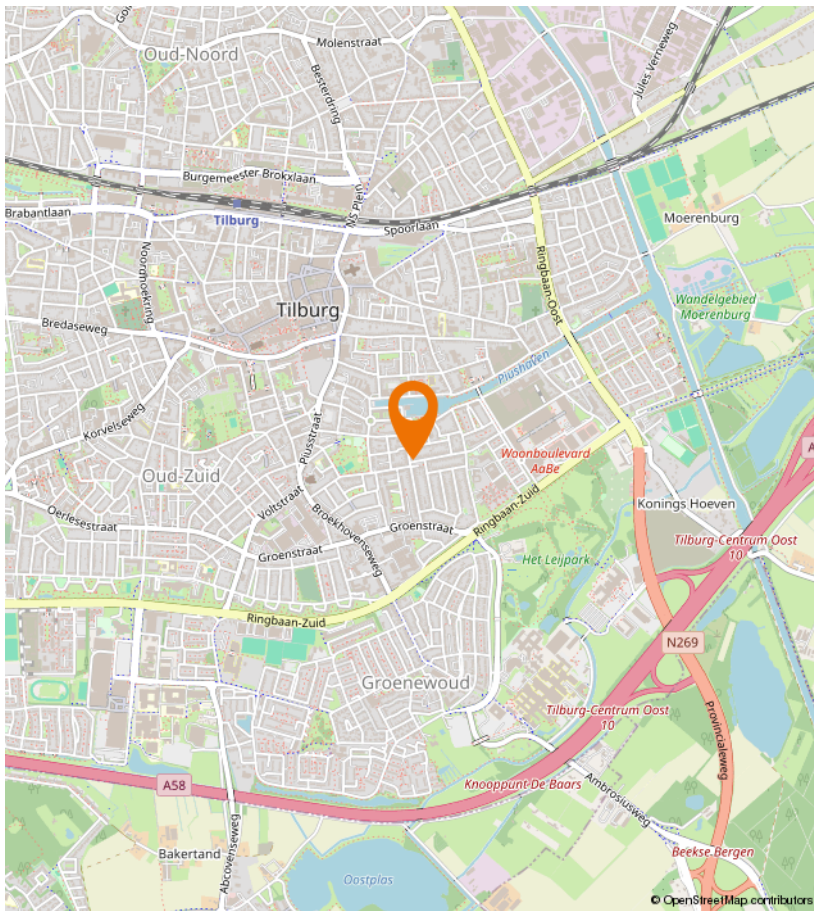 Gol
Oud-Noord
Molenstraat
Besterdring
Jules Verneweg
Burgemeester Brokxlaan
NS Plein
Brabantlaan
Tilburg
Spoorlaan
Moerenburg
Noordhoekring
Ringbaan-Oost
Tilburg
Wandelgebied
Moerenburg
Bredaseweg
Piushaven
Korvelseweg
Piusstraat
Woonboulevard
AaBe
A
Oud-Zuid
Voltstraat
Ringbaan-Zuid
Konings Hoeven
Oerlesestraat
Broekhovenseweg
Groenstraat
Tilburg-Centrum Oost
10
Groenstraat
Het Leijpark
Ringbaan-Zuid
N269
Groenewoud
Tilburg-Centrum Oost
10
Provincialeweg
A58
Knooppunt De Baars
Ambrosiusweg
Abcovenseweg
Bakertand
Beekse Bergen
Oostplas
© OpenStreetMap contributors